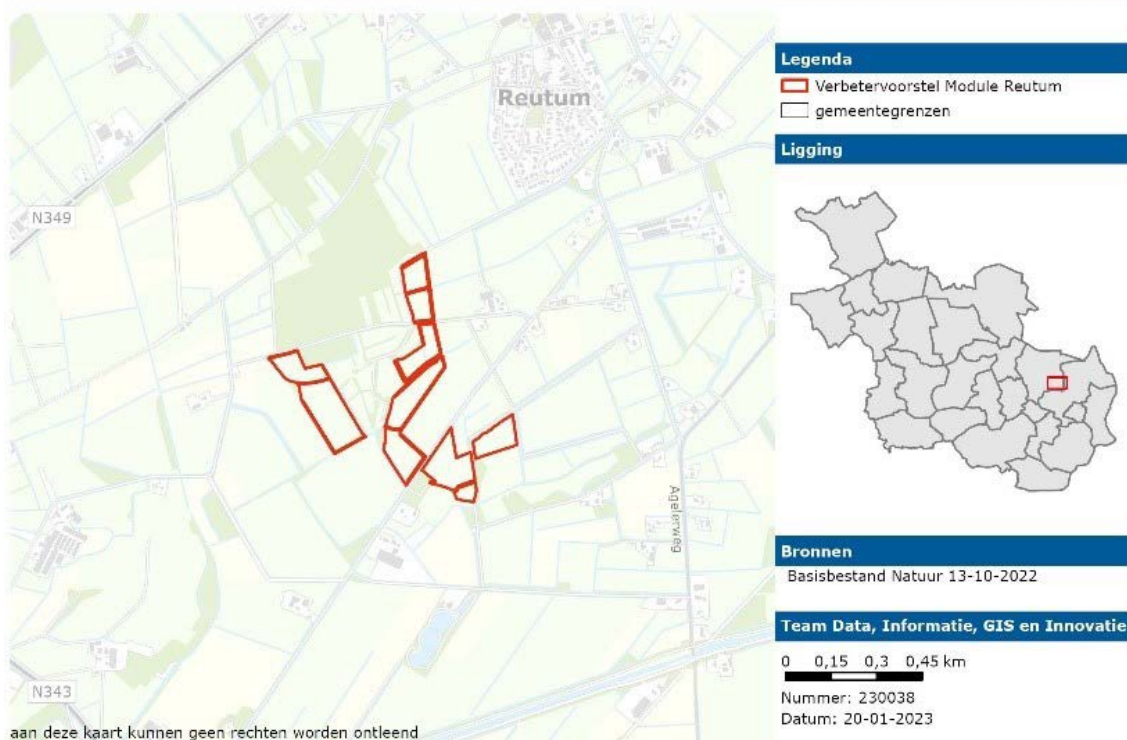 Reutum
N349
Agelerweg
N343
aan deze kaart kunnen geen rechten worden ontleend
Legenda
Verbetervoorstel Module Reutum
gemeentegrenzen
Ligging
Bronnen
Basisbestand Natuur 13-10-2022
Team Data, Informatie, GIS en Innovatie
0 0,15 0,3 0,45 km
Nummer: 230038
Datum: 20-01-2023